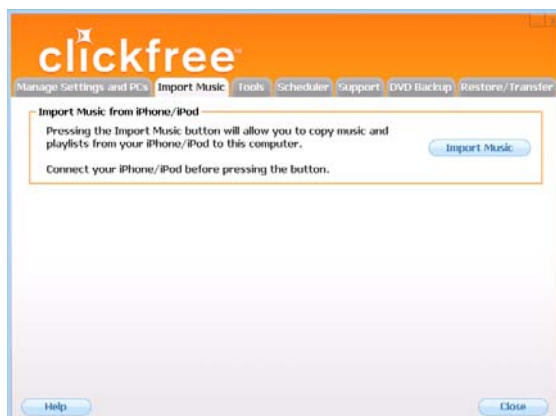 clickfree™
Manage Settings and PCs Import Music Tools Scheduler Support DVD Backup Restore/Transfer
Import Music from iPhone/iPod
Pressing the Import Music button will allow you to copy music and
playlists from your iPhone/iPod to this computer.
Import Music
Connect your iPhone/iPod before pressing the button.
Help Close